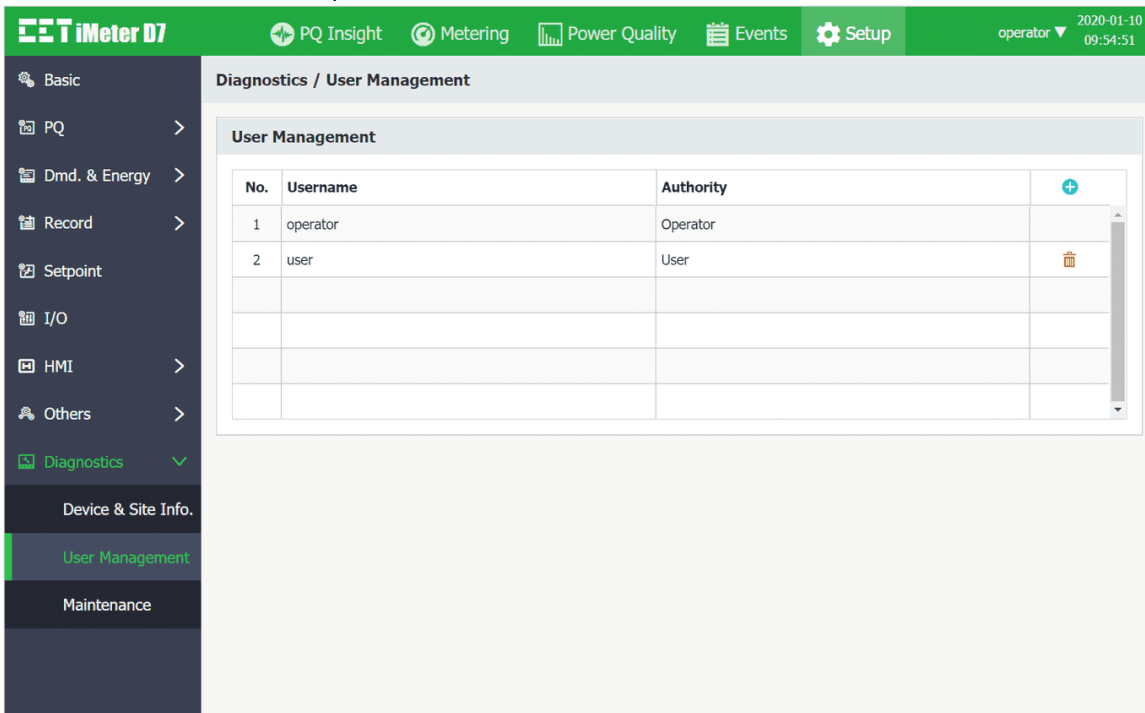 CET iMeter D7
PQ Insight
Metering
Power Quality
Events
Setup
operator
2020-01-10
09:54:51
Basic
PQ
Dmd. & Energy
Record
Setpoint
I/O
HMI
Others
Diagnostics
Device & Site Info.
User Management
Maintenance
Diagnostics / User Management
User Management
No. Username Authority
1 operator Operator
2 user User